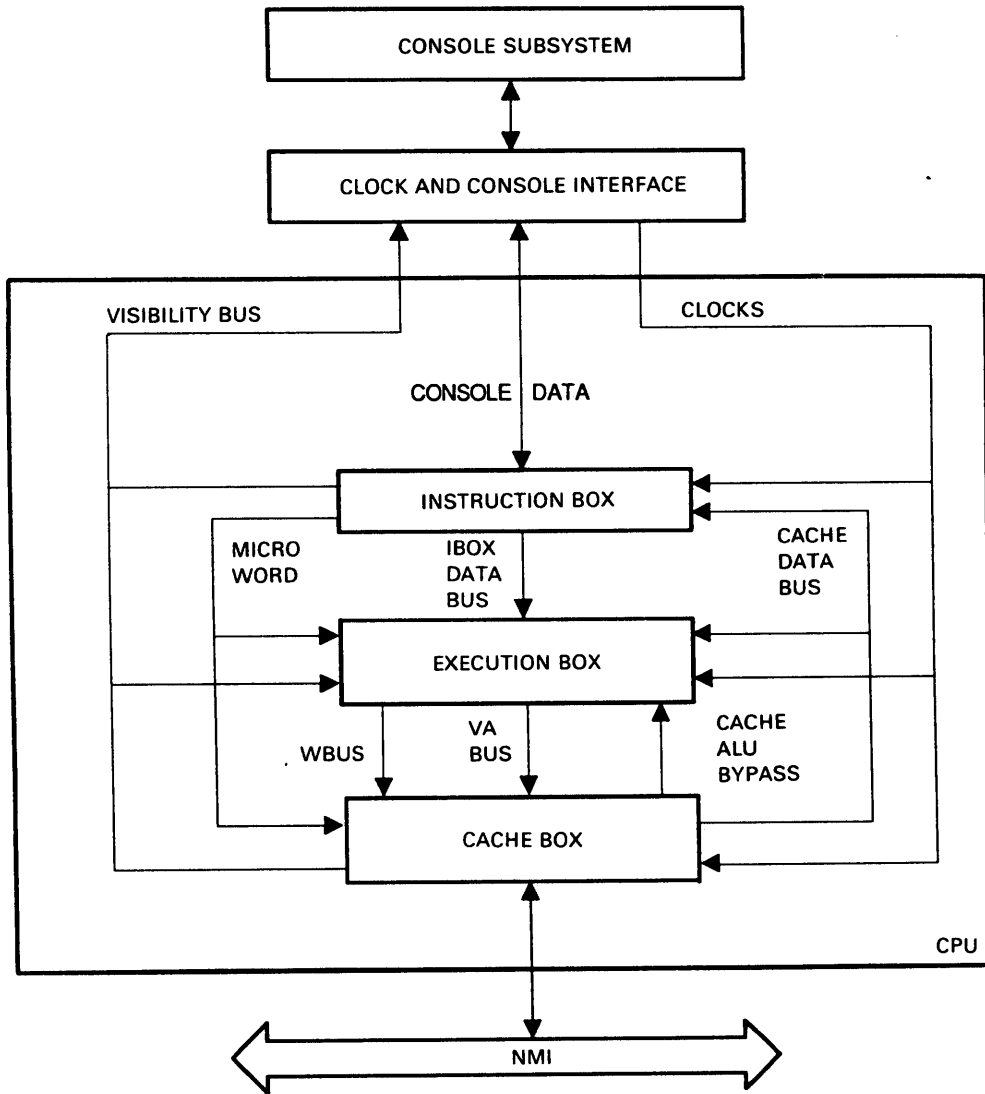 CONSOLE SUBSYSTEM
CLOCK AND CONSOLE INTERFACE
VISIBILITY BUS
CLOCKS
CONSOLE DATA
INSTRUCTION BOX
MICRO
WORD
IBOX
DATA
BUS
CACHE
DATA
BUS
EXECUTION BOX
WBUS
VA
BUS
CACHE
ALU
BYPASS
CACHE BOX
CPU
NMI